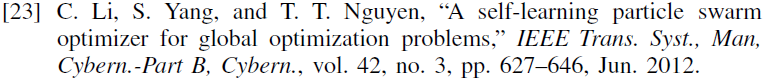 [23] C. Li, S. Yang, and T. T. Nguyen, “A self-learning particle swarm
optimizer for global optimization problems,” IEEE Trans. Syst., Man,
Cybern.-Part B, Cybern., vol. 42, no. 3, pp. 627–646, Jun. 2012.